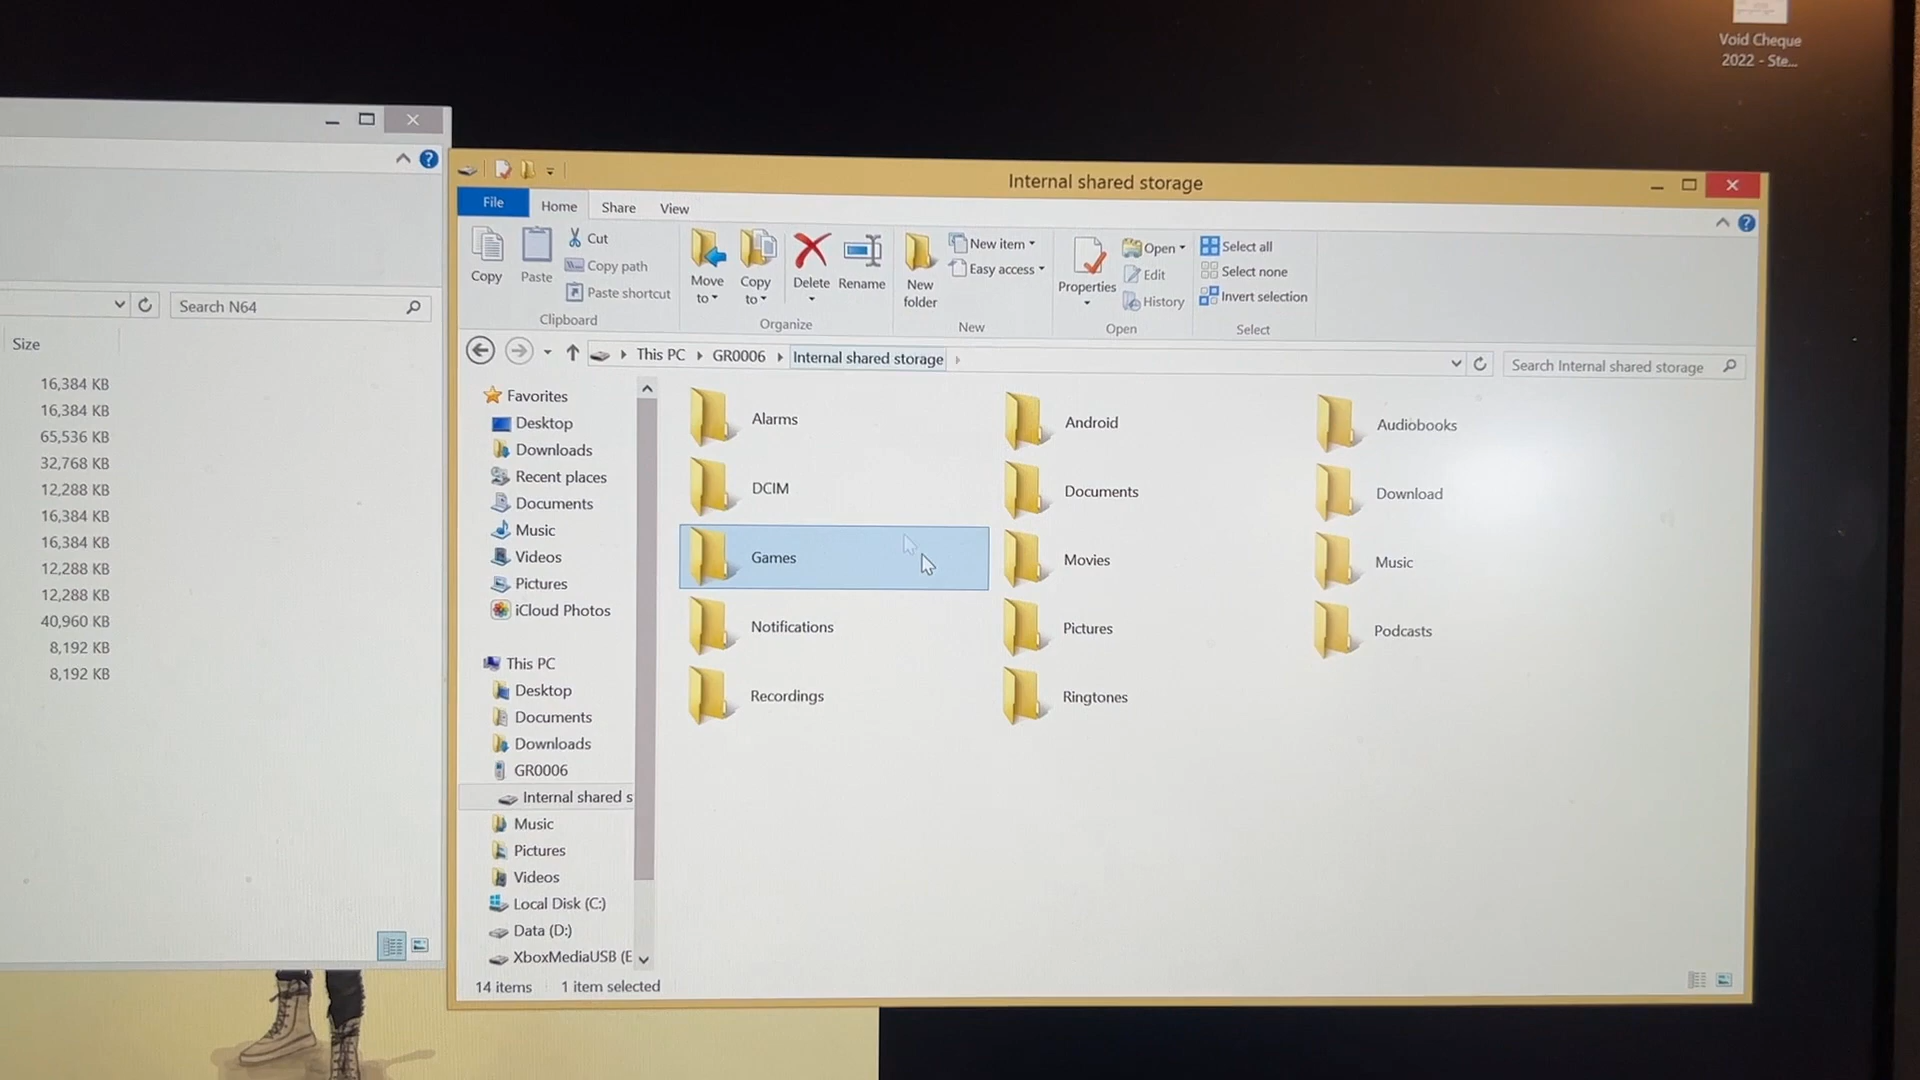 Void Cheque
2022 - Ste...
Search N64
Size
16,384 KB
16,384 KB
65,536 KB
32,768 KB
12,288 KB
16,384 KB
16,384 KB
12,288 KB
12,288 KB
40,960 KB
8,192 KB
8,192 KB
Internal shared storage
File Home Share View
Copy
Paste
Cut
Copy path
Paste shortcut
Clipboard
Move
to
Copy
to
Delete
Rename
Organize
New
folder
New item
Easy access
New
Properties
Open
Edit
History
Open
Select all
Select none
Invert selection
Select
This PC GR0006 Internal shared storage
Search Internal shared storage
Favorites
Desktop
Downloads
Recent places
Documents
Music
Videos
Pictures
iCloud Photos
This PC
Desktop
Documents
Downloads
GR0006
Internal shared s
Music
Pictures
Videos
Local Disk (C:)
Data (D:)
XboxMediaUSB (E
Alarms Android Audiobooks
DCIM Documents Download
Games Movies Music
Notifications Pictures Podcasts
Recordings Ringtones
14 items 1 item selected